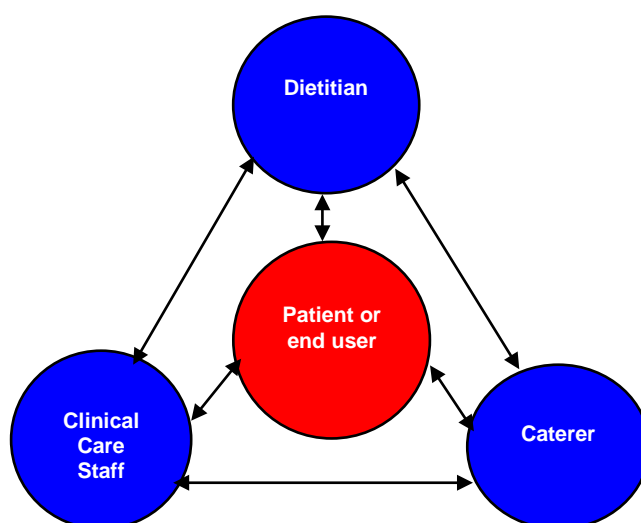 Dietitian
Patient or
end user
Clinical
Care
Staff
Caterer